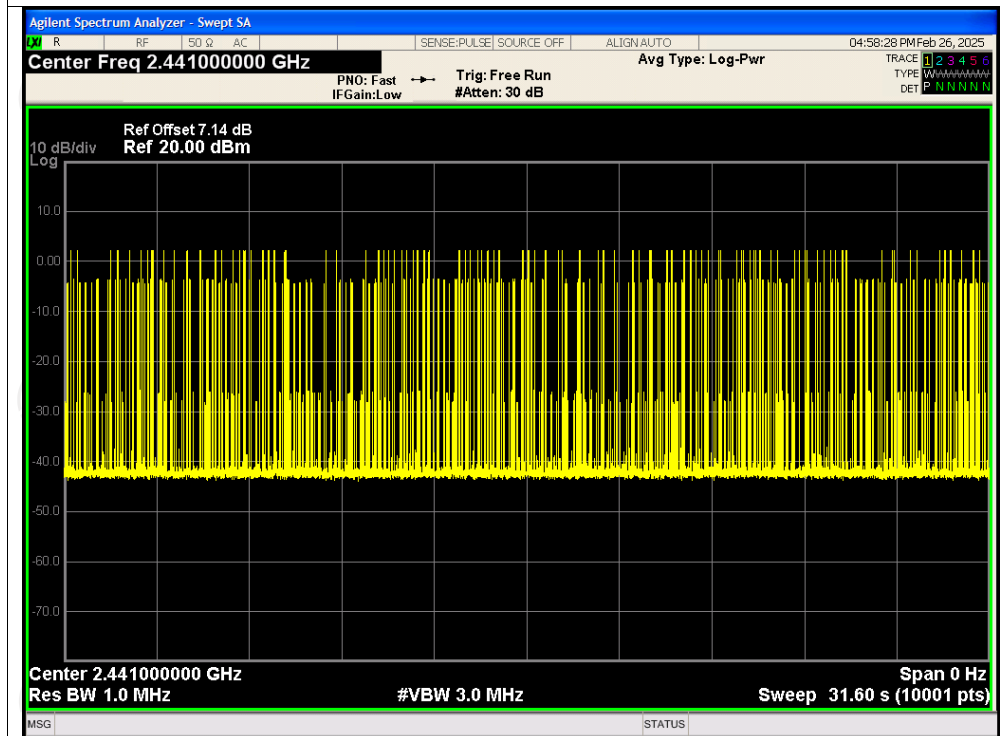 Agilent Spectrum Analyzer - Swept SA
LXI R RF 50 Ω AC SENSE:PULSE SOURCE OFF ALIGN AUTO 04:58:28 PM Feb 26, 2025
Center Freq 2.441000000 GHz
Avg Type: Log-Pwr
TRACE 1 2 3 4 5 6
PNO: Fast Trig: Free Run
TYPE WWWWWW
IFGain:Low #Atten: 30 dB
DET P N N N N N
Ref Offset 7.14 dB
10 dB/div Ref 20.00 dBm
Log
10.0
0.00
-10.0
-20.0
-30.0
-40.0
-50.0
-60.0
-70.0
Center 2.441000000 GHz Span 0 Hz
Res BW 1.0 MHz #VBW 3.0 MHz Sweep 31.60 s (10001 pts)
MSG STATUS